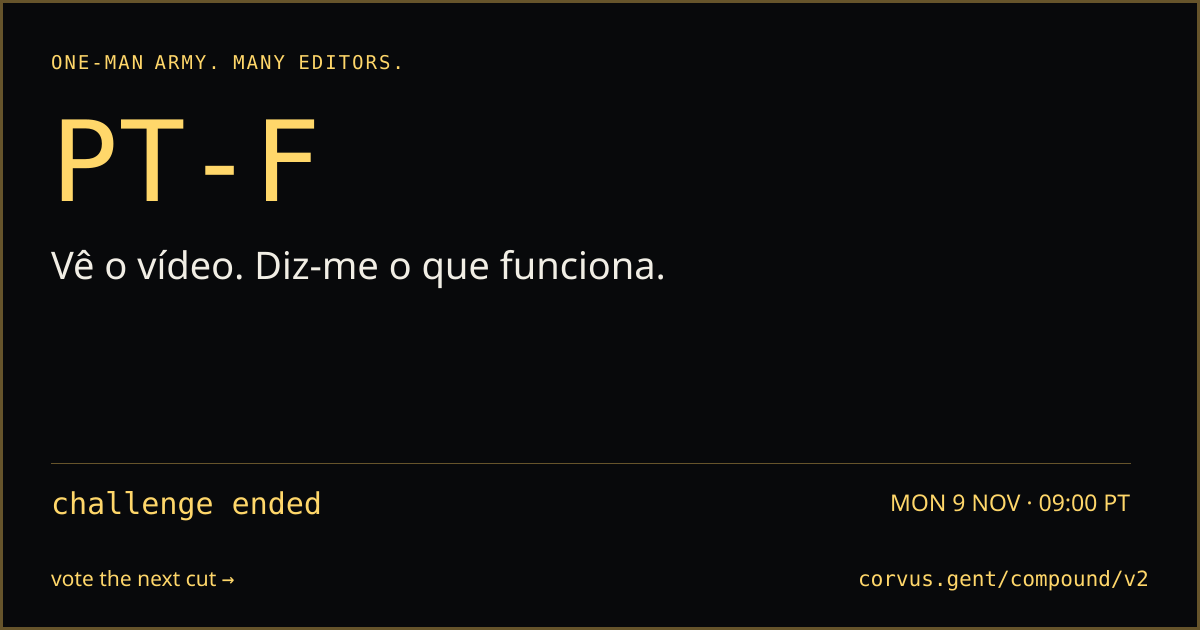 ONE-MAN ARMY. MANY EDITORS.
PT-F
Vê o vídeo. Diz-me o que funciona.
challenge ended
MON 9 NOV · 09:00 PT
vote the next cut →
corvus.gent/compound/v2